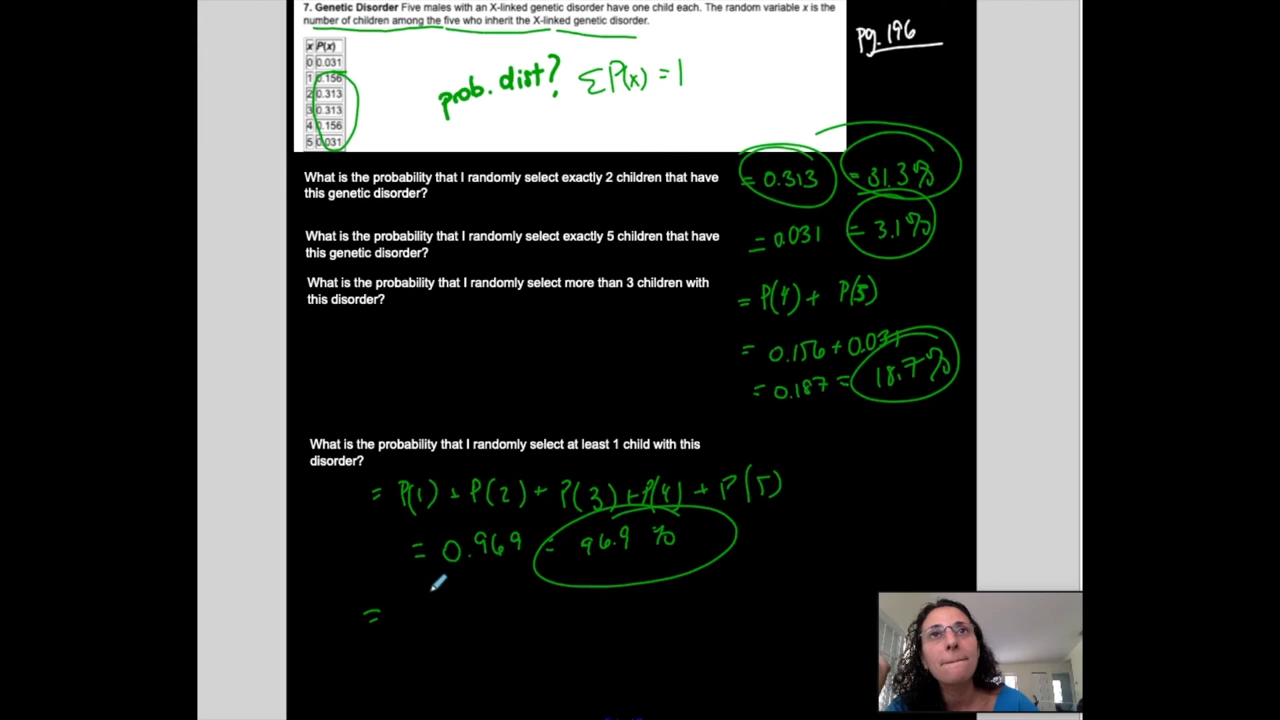 7. Genetic Disorder Five males with an X-linked genetic disorder have one child each. The random variable x is the
number of children among the five who inherit the X-linked genetic disorder.
pg. 196
x P(x)
0 0.031
1 0.156
2 0.313
3 0.313
4 0.156
5 0.031
prob. dist? ΣP(x) = 1
What is the probability that I randomly select exactly 2 children that have
this genetic disorder?
= 0.313 = 31.3%
What is the probability that I randomly select exactly 5 children that have
this genetic disorder?
= 0.031 = 3.1%
What is the probability that I randomly select more than 3 children with
this disorder?
= P(4) + P(5)
= 0.156 + 0.031
= 0.187 = 18.7%
What is the probability that I randomly select at least 1 child with this
disorder?
= P(1) + P(2) + P(3) + P(4) + P(5)
= 0.969 = 96.9 %
=